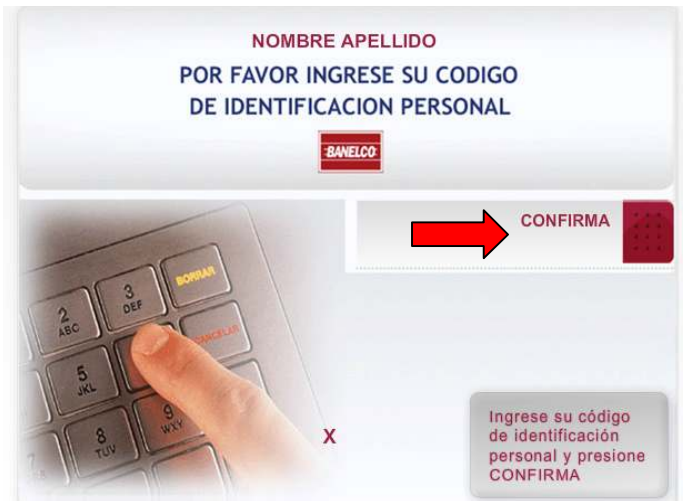 NOMBRE APELLIDO
POR FAVOR INGRESE SU CODIGO
DE IDENTIFICACION PERSONAL
BANELCO
CONFIRMA
BORRAR
3
DEF
2
ABC
CANCELAR
5
JKL
9
WXY
8
TUV
X
Ingrese su código
de identificación
personal y presione
CONFIRMA